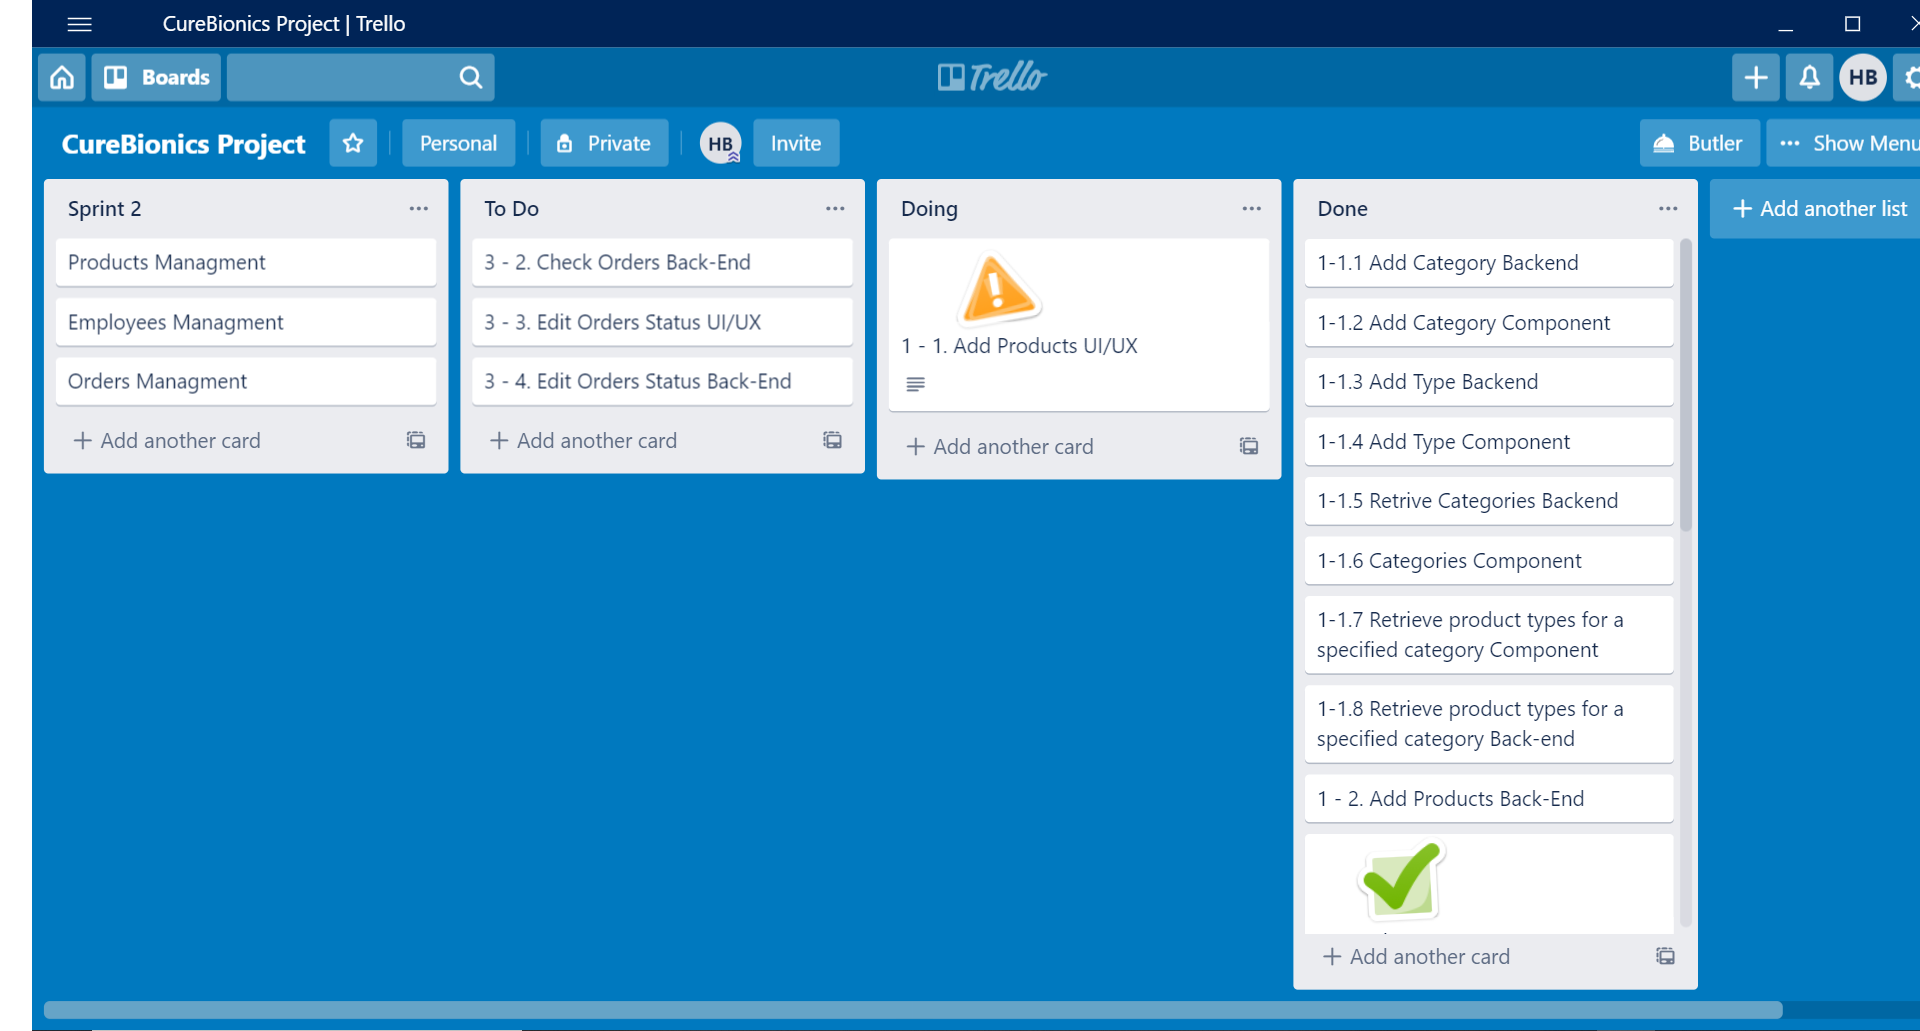 CureBionics Project | Trello
Boards
Trello
HB
CureBionics Project
Personal
Private
HB
Invite
Butler
Show Menu
Sprint 2
Products Managment
Employees Managment
Orders Managment
Add another card
To Do
3 - 2. Check Orders Back-End
3 - 3. Edit Orders Status UI/UX
3 - 4. Edit Orders Status Back-End
Add another card
Doing
1 - 1. Add Products UI/UX
Add another card
Done
1-1.1 Add Category Backend
1-1.2 Add Category Component
1-1.3 Add Type Backend
1-1.4 Add Type Component
1-1.5 Retrive Categories Backend
1-1.6 Categories Component
1-1.7 Retrieve product types for a
specified category Component
1-1.8 Retrieve product types for a
specified category Back-end
1 - 2. Add Products Back-End
Add another card
Add another list